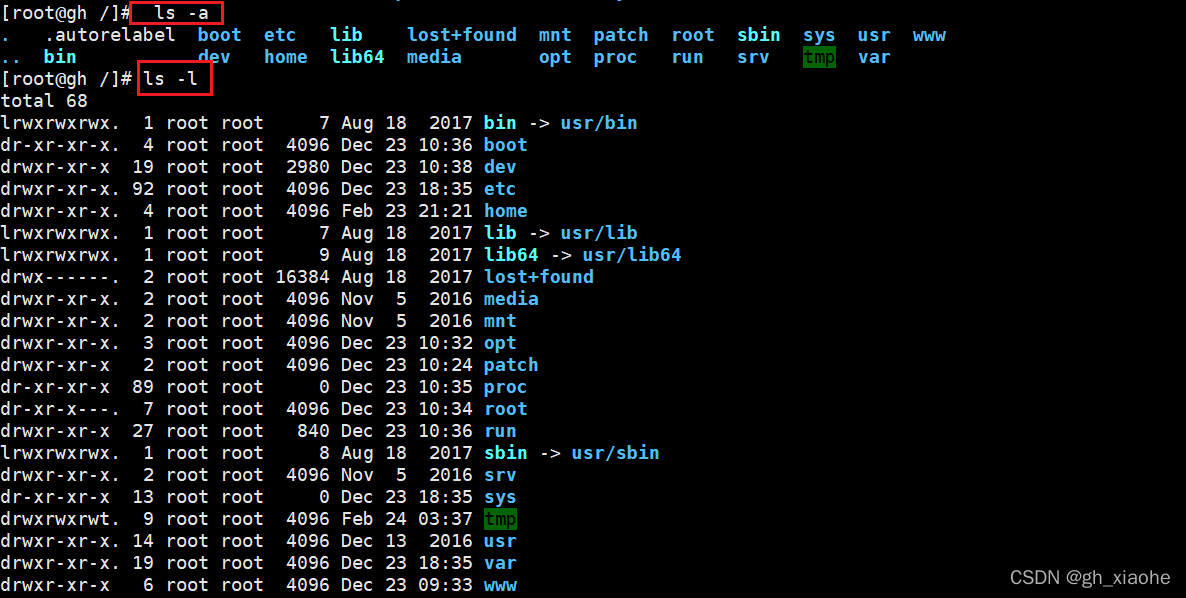 [root@gh /]#  ls -a
.   .autorelabel  boot  etc   lib    lost+found  mnt  patch  root  sbin  sys  usr  www
..  bin           dev   home  lib64  media       opt  proc   run   srv   tmp  var
[root@gh /]# ls -l
total 68
lrwxrwxrwx.  1 root root     7 Aug 18  2017 bin -> usr/bin
dr-xr-xr-x.  4 root root  4096 Dec 23 10:36 boot
drwxr-xr-x  19 root root  2980 Dec 23 10:38 dev
drwxr-xr-x. 92 root root  4096 Dec 23 18:35 etc
drwxr-xr-x.  4 root root  4096 Feb 23 21:21 home
lrwxrwxrwx.  1 root root     7 Aug 18  2017 lib -> usr/lib
lrwxrwxrwx.  1 root root     9 Aug 18  2017 lib64 -> usr/lib64
drwx------.  2 root root 16384 Aug 18  2017 lost+found
drwxr-xr-x.  2 root root  4096 Nov  5  2016 media
drwxr-xr-x.  2 root root  4096 Nov  5  2016 mnt
drwxr-xr-x.  3 root root  4096 Dec 23 10:32 opt
drwxr-xr-x   2 root root  4096 Dec 23 10:24 patch
dr-xr-xr-x  89 root root     0 Dec 23 10:35 proc
dr-xr-x---.  7 root root  4096 Dec 23 10:34 root
drwxr-xr-x  27 root root   840 Dec 23 10:36 run
lrwxrwxrwx.  1 root root     8 Aug 18  2017 sbin -> usr/sbin
drwxr-xr-x.  2 root root  4096 Nov  5  2016 srv
dr-xr-xr-x  13 root root     0 Dec 23 18:35 sys
drwxrwxrwt.  9 root root  4096 Feb 24 03:37 tmp
drwxr-xr-x. 14 root root  4096 Dec 13  2016 usr
drwxr-xr-x. 19 root root  4096 Dec 23 18:35 var
drwxr-xr-x   6 root root  4096 Dec 23 09:33 www
CSDN @gh_xiaohe